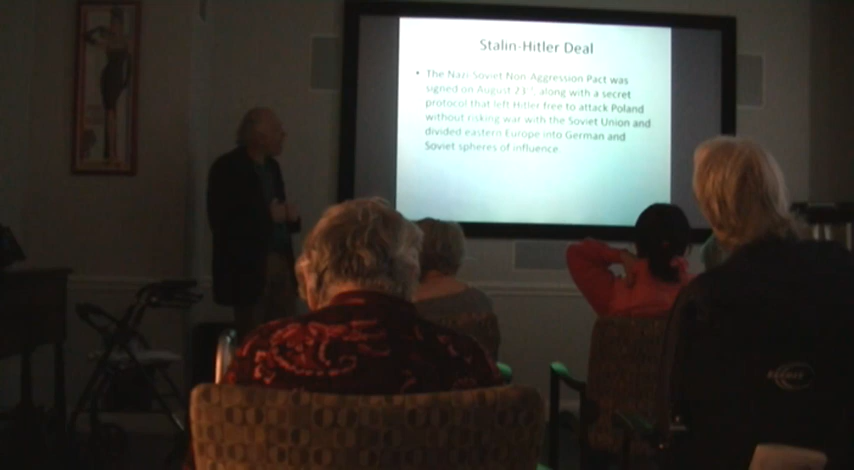 Stalin-Hitler Deal
• The Nazi-Soviet Non-Aggression Pact was
signed on August 23rd, along with a secret
protocol that left Hitler free to attack Poland
without risking war with the Soviet Union and
divided eastern Europe into German and
Soviet spheres of influence.